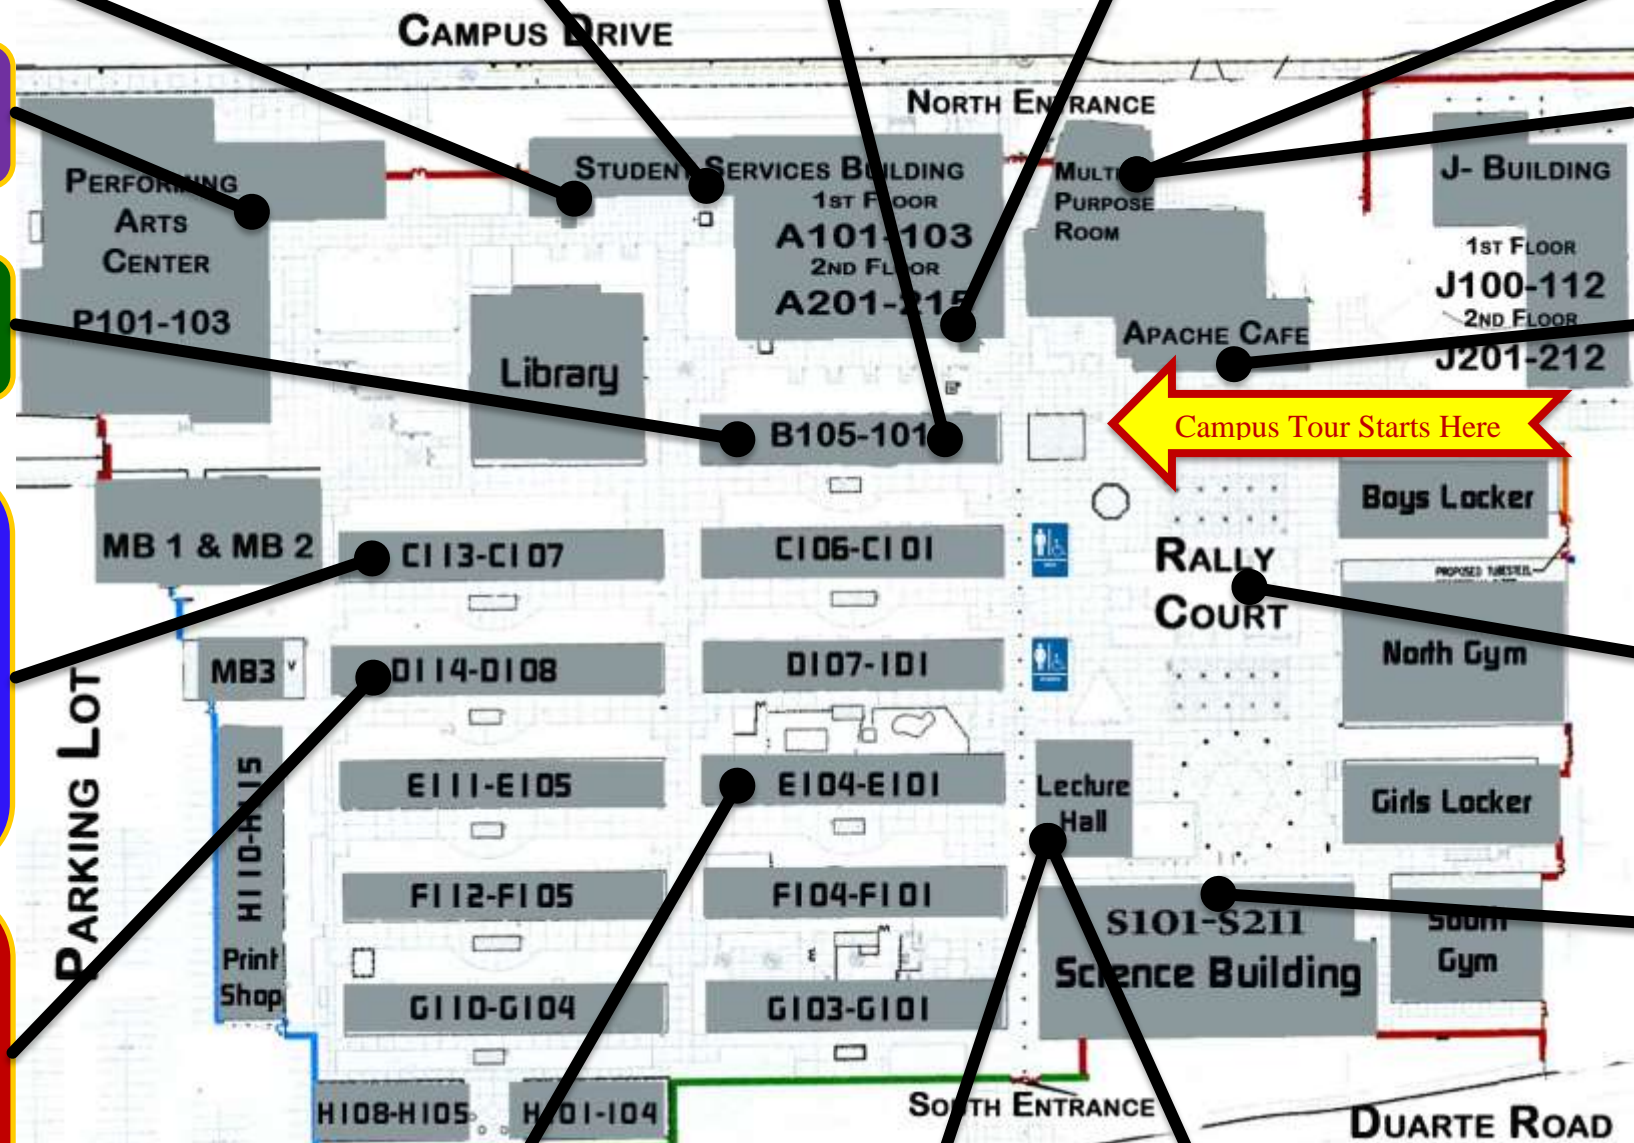 CAMPUS DRIVE
NORTH ENTRANCE
PERFORMING
ARTS
CENTER
P101-103
STUDENT SERVICES BUILDING
1ST FLOOR
A101-103
2ND FLOOR
A201-215
MULTI
PURPOSE
ROOM
J- BUILDING
1ST FLOOR
J100-112
2ND FLOOR
J201-212
APACHE CAFE
Library
B105-101
Campus Tour Starts Here
Boys Locker
MB 1 & MB 2
C113-C107
C106-C101
RALLY
COURT
PROPOSED TUBESTEEL
North Gym
MB3
D114-D108
D107-1D1
PARKING LOT
H110-H115
Print
Shop
E111-E105
E104-E101
Lecture
Hall
Girls Locker
F112-F105
F104-F101
S101-S211
Science Building
South
Gym
G110-G104
G103-G101
H108-H105
H101-104
SOUTH ENTRANCE
DUARTE ROAD